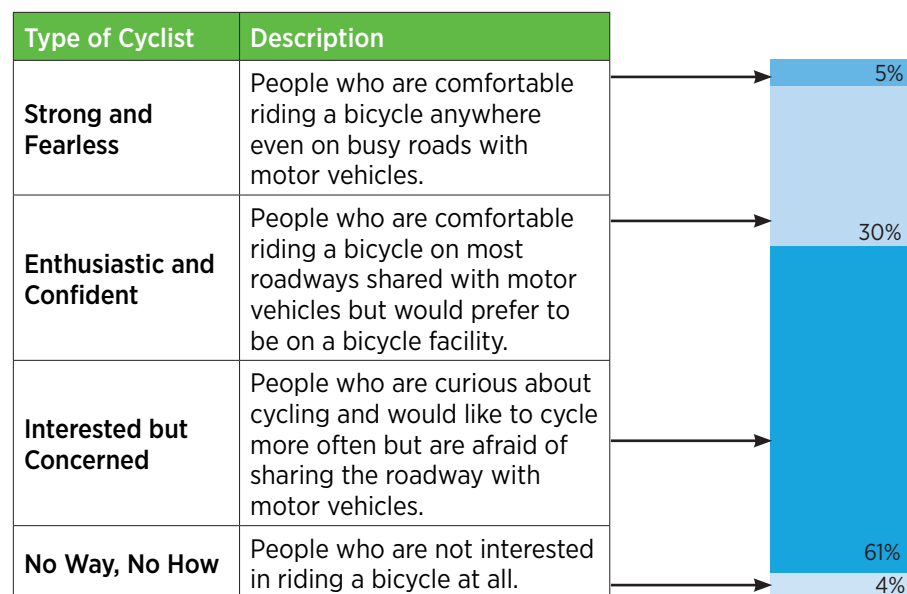 Type of Cyclist
Description
Strong and
Fearless
People who are comfortable
riding a bicycle anywhere
even on busy roads with
motor vehicles.
5%
Enthusiastic and
Confident
People who are comfortable
riding a bicycle on most
roadways shared with motor
vehicles but would prefer to
be on a bicycle facility.
30%
Interested but
Concerned
People who are curious about
cycling and would like to cycle
more often but are afraid of
sharing the roadway with
motor vehicles.
61%
No Way, No How
People who are not interested
in riding a bicycle at all.
4%